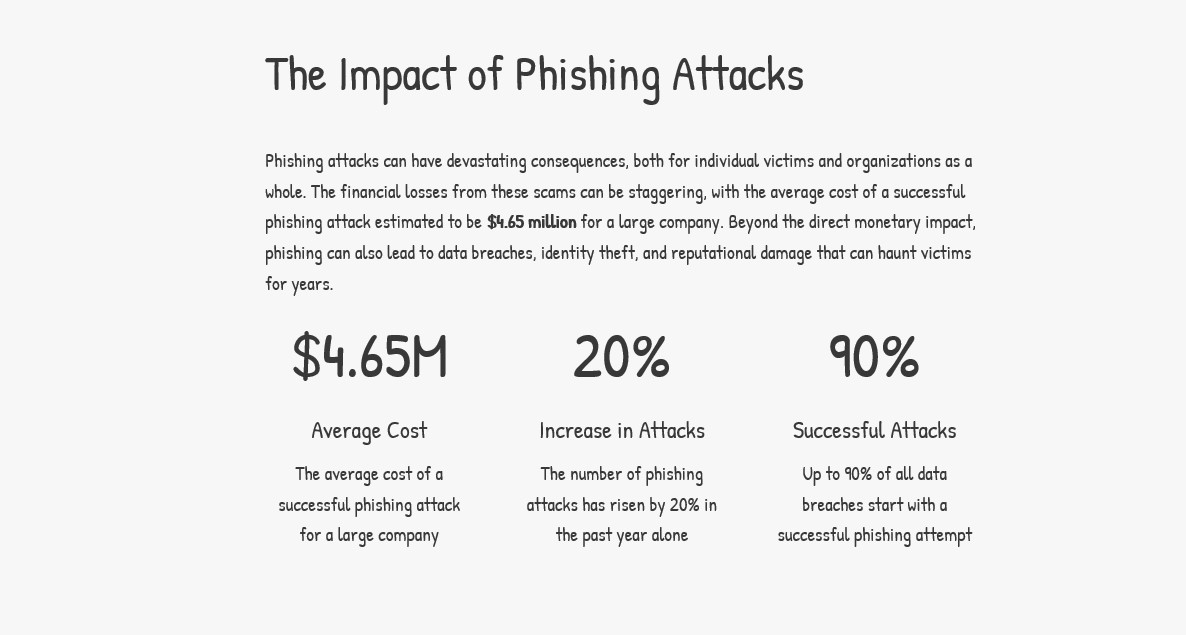 The Impact of Phishing Attacks
Phishing attacks can have devastating consequences, both for individual victims and organizations as a
whole. The financial losses from these scams can be staggering, with the average cost of a successful
phishing attack estimated to be $4.65 million for a large company. Beyond the direct monetary impact,
phishing can also lead to data breaches, identity theft, and reputational damage that can haunt victims
for years.
$4.65M
Average Cost
The average cost of a
successful phishing attack
for a large company
20%
Increase in Attacks
The number of phishing
attacks has risen by 20% in
the past year alone
90%
Successful Attacks
Up to 90% of all data
breaches start with a
successful phishing attempt